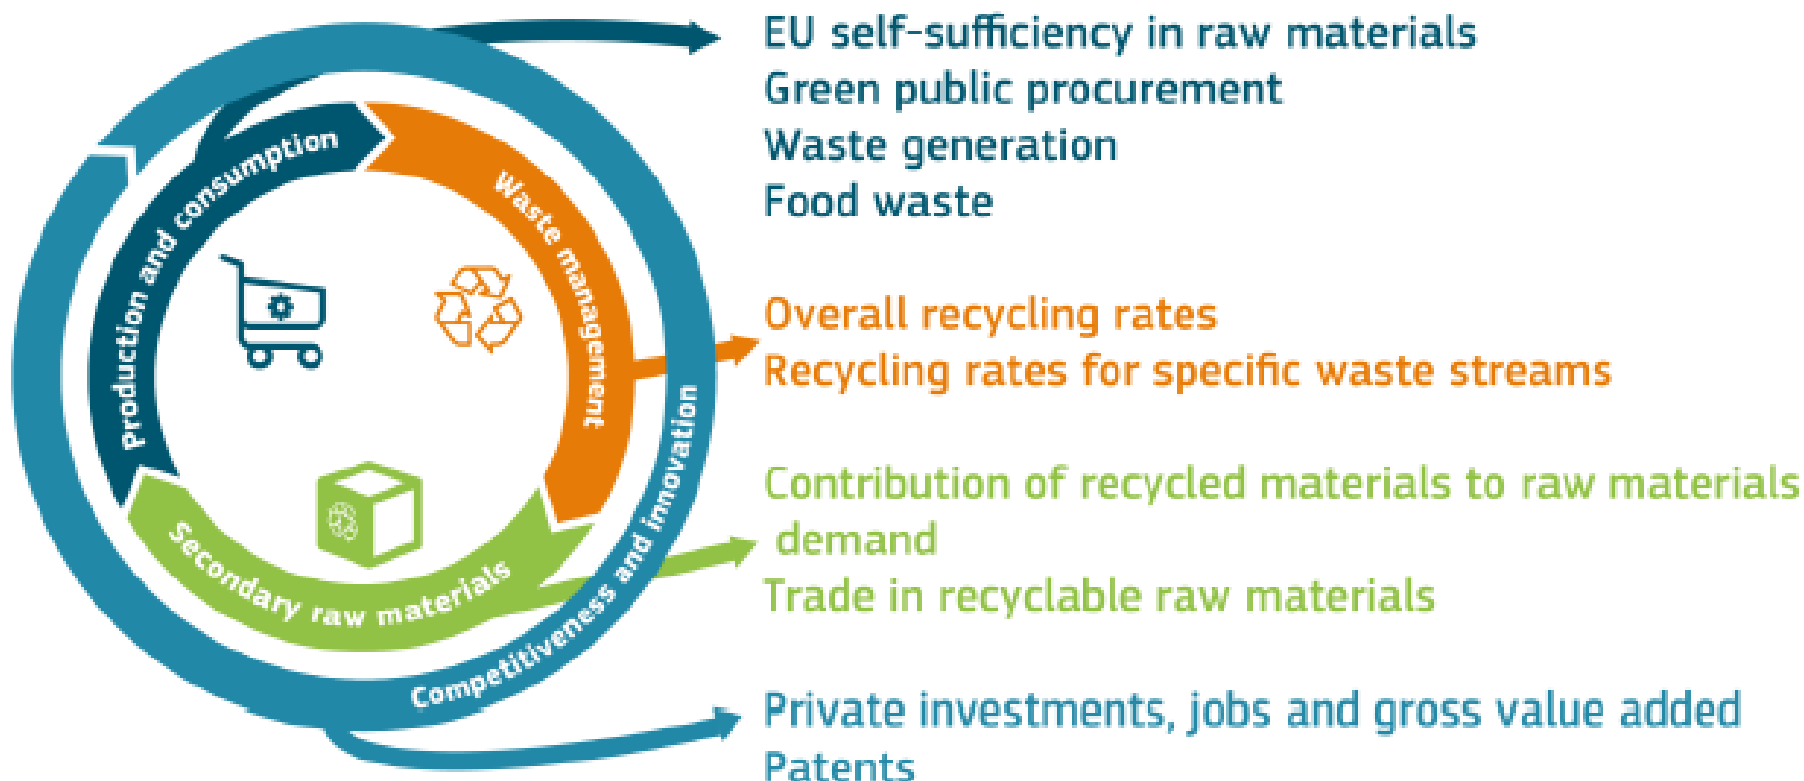 Production and consumption
Waste management
Secondary raw materials
Competitiveness and innovation
EU self-sufficiency in raw materials
Green public procurement
Waste generation
Food waste
Overall recycling rates
Recycling rates for specific waste streams
Contribution of recycled materials to raw materials
demand
Trade in recyclable raw materials
Private investments, jobs and gross value added
Patents